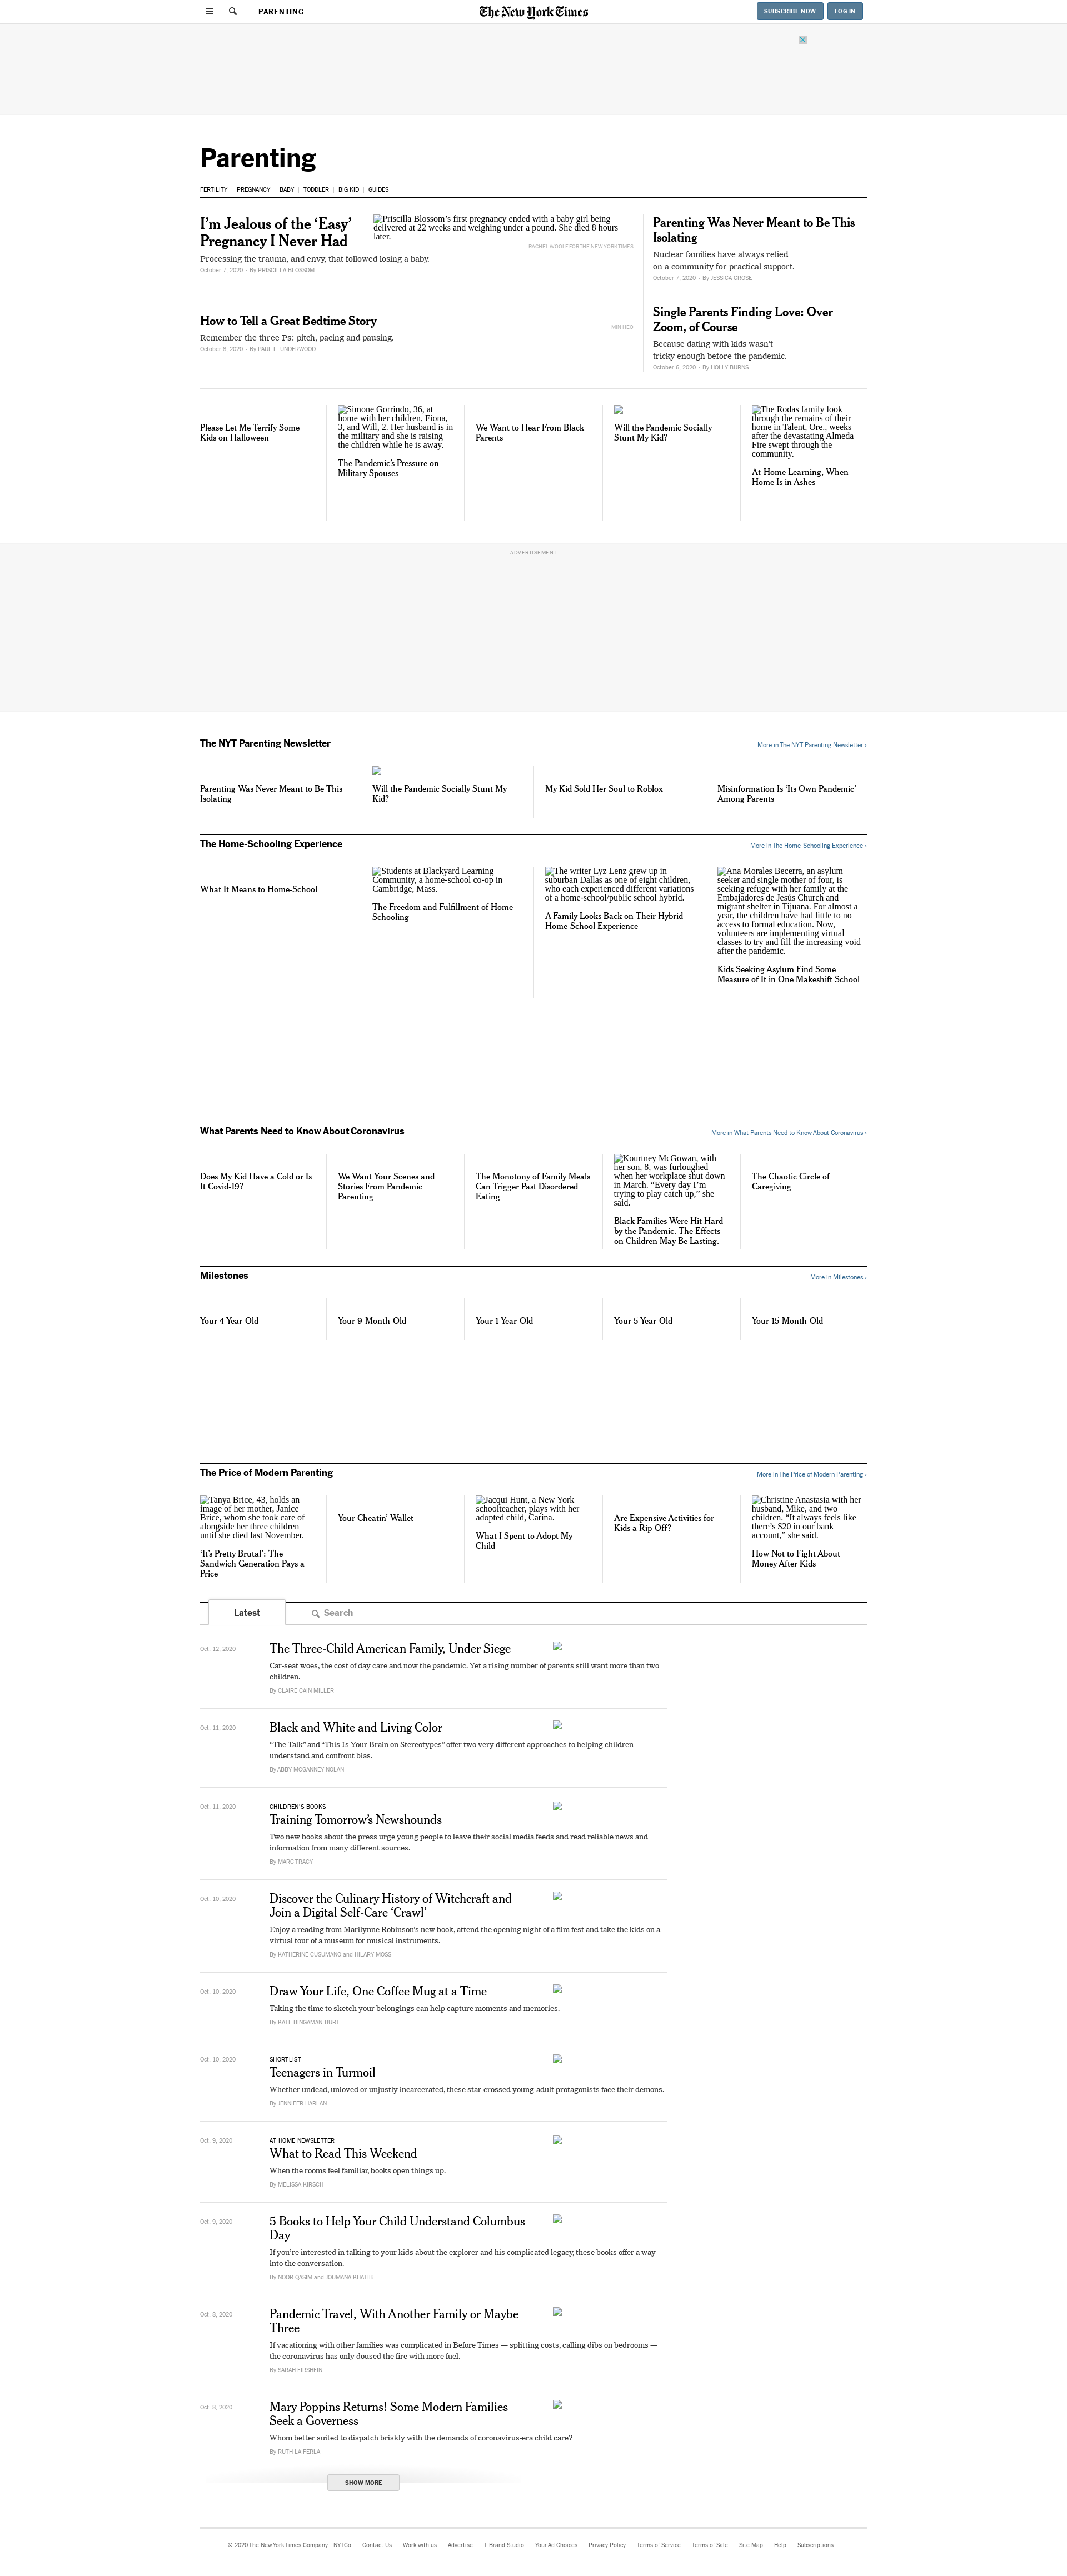 PARENTING
The New York Times
SUBSCRIBE NOW
LOG IN
Parenting
FERTILITY
PREGNANCY
BABY
TODDLER
BIG KID
GUIDES
I’m Jealous of the ‘Easy’
Pregnancy I Never Had
Processing the trauma, and envy, that followed losing a baby.
October 7, 2020 - By PRISCILLA BLOSSOM
Priscilla Blossom’s first pregnancy ended with a baby girl being
delivered at 22 weeks and weighing under a pound. She died 8 hours
later.
RACHEL WOOLF FOR THE NEW YORK TIMES
How to Tell a Great Bedtime Story
Remember the three Ps: pitch, pacing and pausing.
October 8, 2020 - By PAUL L. UNDERWOOD
MIN HEO
Parenting Was Never Meant to Be This
Isolating
Nuclear families have always relied
on a community for practical support.
October 7, 2020 - By JESSICA GROSE
Single Parents Finding Love: Over
Zoom, of Course
Because dating with kids wasn’t
tricky enough before the pandemic.
October 6, 2020 - By HOLLY BURNS
Please Let Me Terrify Some
Kids on Halloween
Simone Gorrindo, 36, at
home with her children, Fiona,
3, and Will, 2. Her husband is in
the military and she is raising
the children while he is away.
The Pandemic’s Pressure on
Military Spouses
We Want to Hear From Black
Parents
Will the Pandemic Socially
Stunt My Kid?
The Rodas family look
through the remains of their
home in Talent, Ore., weeks
after the devastating Almeda
Fire swept through the
community.
At-Home Learning, When
Home Is in Ashes
ADVERTISEMENT
The NYT Parenting Newsletter
More in The NYT Parenting Newsletter ›
Parenting Was Never Meant to Be This
Isolating
Will the Pandemic Socially Stunt My
Kid?
My Kid Sold Her Soul to Roblox
Misinformation Is ‘Its Own Pandemic’
Among Parents
The Home-Schooling Experience
More in The Home-Schooling Experience ›
What It Means to Home-School
Students at Blackyard Learning
Community, a home-school co-op in
Cambridge, Mass.
The Freedom and Fulfillment of Home-
Schooling
The writer Lyz Lenz grew up in
suburban Dallas as one of eight children,
who each experienced different variations
of a home-school/public school hybrid.
A Family Looks Back on Their Hybrid
Home-School Experience
Ana Morales Becerra, an asylum
seeker and single mother of four, is
seeking refuge with her family at the
Embajadores de Jesús Church and
migrant shelter in Tijuana. For almost a
year, the children have had little to no
access to formal education. Now,
volunteers are implementing virtual
classes to try and fill the increasing void
after the pandemic.
Kids Seeking Asylum Find Some
Measure of It in One Makeshift School
What Parents Need to Know About Coronavirus
More in What Parents Need to Know About Coronavirus ›
Does My Kid Have a Cold or Is
It Covid-19?
We Want Your Scenes and
Stories From Pandemic
Parenting
The Monotony of Family Meals
Can Trigger Past Disordered
Eating
Kourtney McGowan, with
her son, 8, was furloughed
when her workplace shut down
in March. “Every day I’m
trying to play catch up,” she
said.
Black Families Were Hit Hard
by the Pandemic. The Effects
on Children May Be Lasting.
The Chaotic Circle of
Caregiving
Milestones
More in Milestones ›
Your 4-Year-Old
Your 9-Month-Old
Your 1-Year-Old
Your 5-Year-Old
Your 15-Month-Old
The Price of Modern Parenting
More in The Price of Modern Parenting ›
Tanya Brice, 43, holds an
image of her mother, Janice
Brice, whom she took care of
alongside her three children
until she died last November.
‘It’s Pretty Brutal’: The
Sandwich Generation Pays a
Price
Your Cheatin’ Wallet
Jacqui Hunt, a New York
schoolteacher, plays with her
adopted child, Carina.
What I Spent to Adopt My
Child
Are Expensive Activities for
Kids a Rip-Off?
Christine Anastasia with her
husband, Mike, and two
children. “It always feels like
there’s $20 in our bank
account,” she said.
How Not to Fight About
Money After Kids
Latest
Search
Oct. 12, 2020
The Three-Child American Family, Under Siege
Car-seat woes, the cost of day care and now the pandemic. Yet a rising number of parents still want more than two
children.
By CLAIRE CAIN MILLER
Oct. 11, 2020
Black and White and Living Color
“The Talk” and “This Is Your Brain on Stereotypes” offer two very different approaches to helping children
understand and confront bias.
By ABBY MCGANNEY NOLAN
Oct. 11, 2020
CHILDREN’S BOOKS
Training Tomorrow’s Newshounds
Two new books about the press urge young people to leave their social media feeds and read reliable news and
information from many different sources.
By MARC TRACY
Oct. 10, 2020
Discover the Culinary History of Witchcraft and
Join a Digital Self-Care ‘Crawl’
Enjoy a reading from Marilynne Robinson’s new book, attend the opening night of a film fest and take the kids on a
virtual tour of a museum for musical instruments.
By KATHERINE CUSUMANO and HILARY MOSS
Oct. 10, 2020
Draw Your Life, One Coffee Mug at a Time
Taking the time to sketch your belongings can help capture moments and memories.
By KATE BINGAMAN-BURT
Oct. 10, 2020
SHORTLIST
Teenagers in Turmoil
Whether undead, unloved or unjustly incarcerated, these star-crossed young-adult protagonists face their demons.
By JENNIFER HARLAN
Oct. 9, 2020
AT HOME NEWSLETTER
What to Read This Weekend
When the rooms feel familiar, books open things up.
By MELISSA KIRSCH
Oct. 9, 2020
5 Books to Help Your Child Understand Columbus
Day
If you’re interested in talking to your kids about the explorer and his complicated legacy, these books offer a way
into the conversation.
By NOOR QASIM and JOUMANA KHATIB
Oct. 8, 2020
Pandemic Travel, With Another Family or Maybe
Three
If vacationing with other families was complicated in Before Times — splitting costs, calling dibs on bedrooms —
the coronavirus has only doused the fire with more fuel.
By SARAH FIRSHEIN
Oct. 8, 2020
Mary Poppins Returns! Some Modern Families
Seek a Governess
Whom better suited to dispatch briskly with the demands of coronavirus-era child care?
By RUTH LA FERLA
SHOW MORE
© 2020 The New York Times Company NYTCo Contact Us Work with us Advertise T Brand Studio Your Ad Choices Privacy Policy Terms of Service Terms of Sale Site Map Help Subscriptions